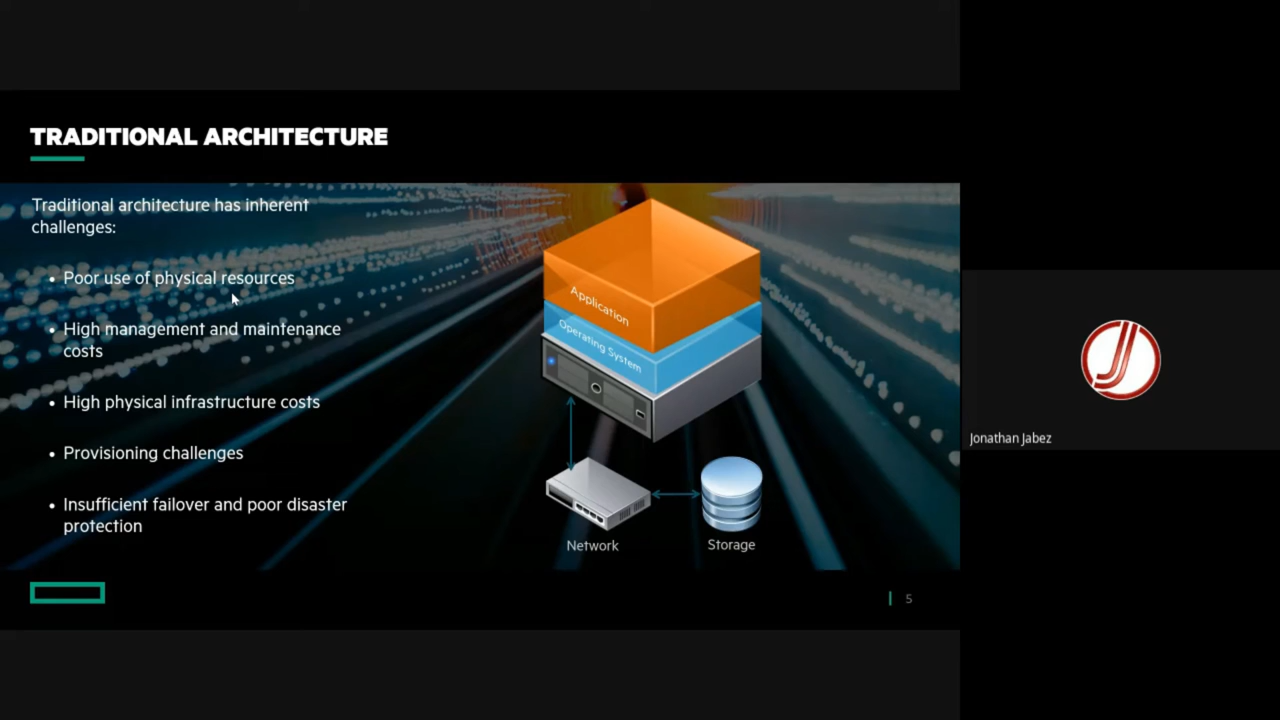 TRADITIONAL ARCHITECTURE
Traditional architecture has inherent
challenges:
• Poor use of physical resources
• High management and maintenance
costs
• High physical infrastructure costs
• Provisioning challenges
• Insufficient failover and poor disaster
protection
Application
Operating System
Network
Storage
5
Jonathan Jabez